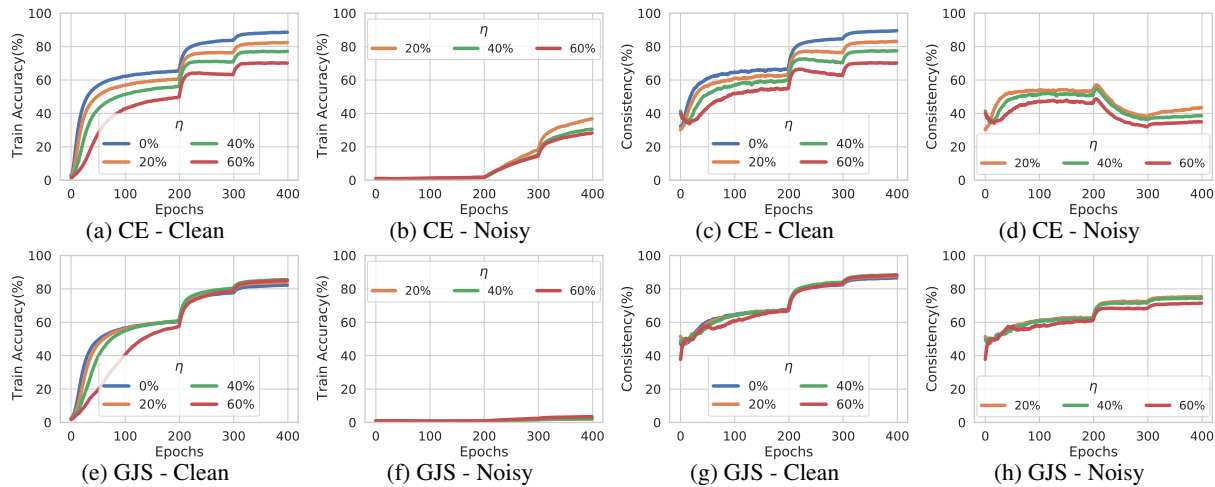 100
80
60
40
20
0
Train Accuracy(%)
η
0% 40%
20% 60%
0 100 200 300 400
Epochs
(a) CE - Clean
100
80
60
40
20
0
Train Accuracy(%)
η
20% 40% 60%
0 100 200 300 400
Epochs
(b) CE - Noisy
100
80
60
40
20
0
Consistency(%)
η
0% 40%
20% 60%
0 100 200 300 400
Epochs
(c) CE - Clean
100
80
60
40
20
0
Consistency(%)
η
20% 40% 60%
0 100 200 300 400
Epochs
(d) CE - Noisy
100
80
60
40
20
0
Train Accuracy(%)
η
0% 40%
20% 60%
0 100 200 300 400
Epochs
(e) GJS - Clean
100
80
60
40
20
0
Train Accuracy(%)
η
20% 40% 60%
0 100 200 300 400
Epochs
(f) GJS - Noisy
100
80
60
40
20
0
Consistency(%)
η
0% 40%
20% 60%
0 100 200 300 400
Epochs
(g) GJS - Clean
100
80
60
40
20
0
Consistency(%)
η
20% 40% 60%
0 100 200 300 400
Epochs
(h) GJS - Noisy